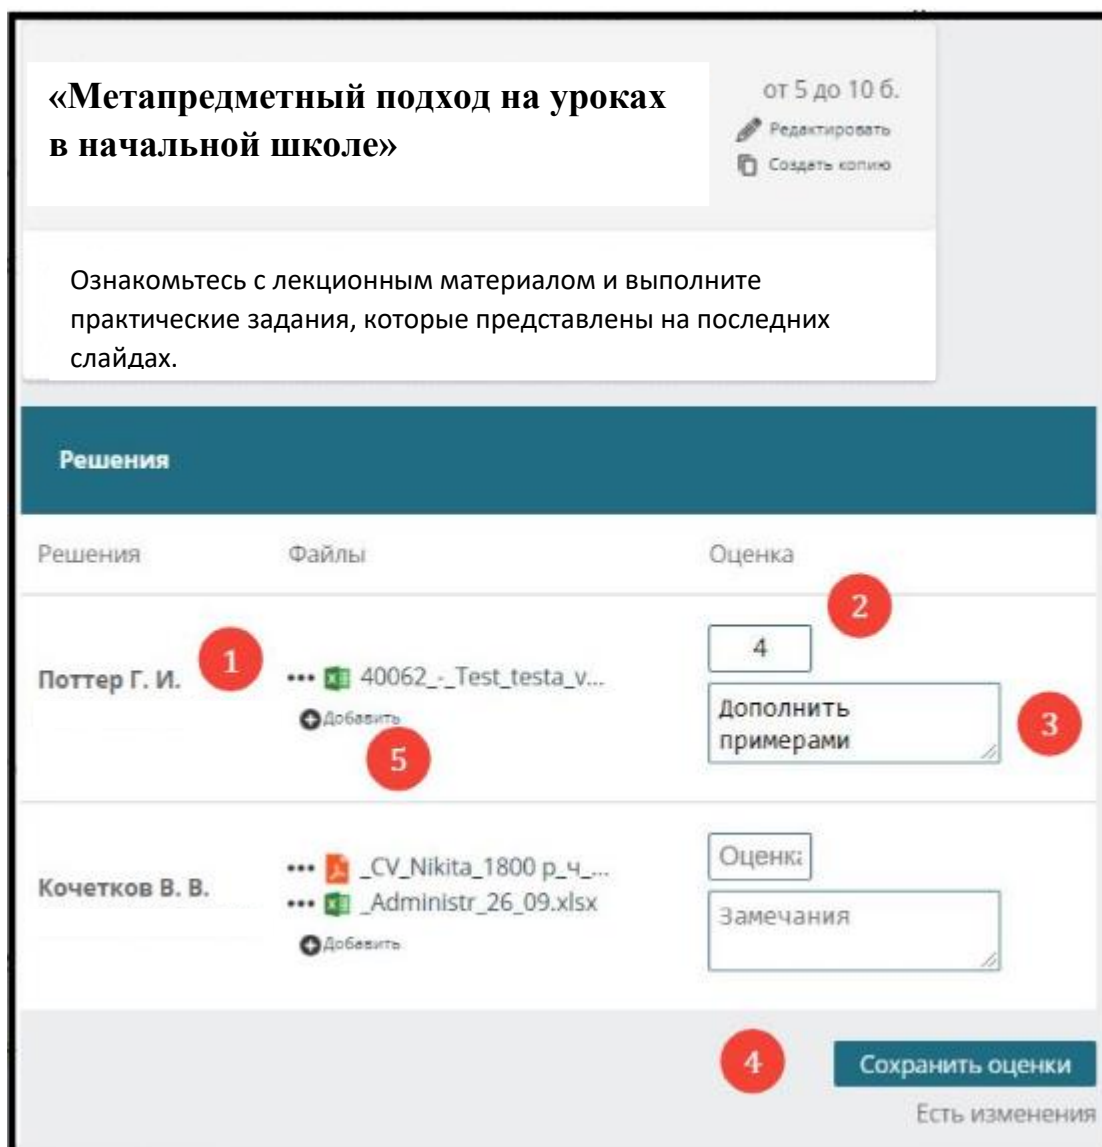 «Метапредметный подход на уроках
в начальной школе»
от 5 до 10 б.
Редактировать
Создать копию
Ознакомьтесь с лекционным материалом и выполните
практические задания, которые представлены на последних
слайдах.
Решения
Решения Файлы Оценка
2
4
1
Поттер Г. И.
40062_-_Test_testa_v...
Добавить
5
Дополнить
примерами
3
Кочетков В. В.
_CV_Nikita_1800 р_ч_...
_Administr_26_09.xlsx
Добавить
Оценка
Замечания
4
Сохранить оценки
Есть изменения